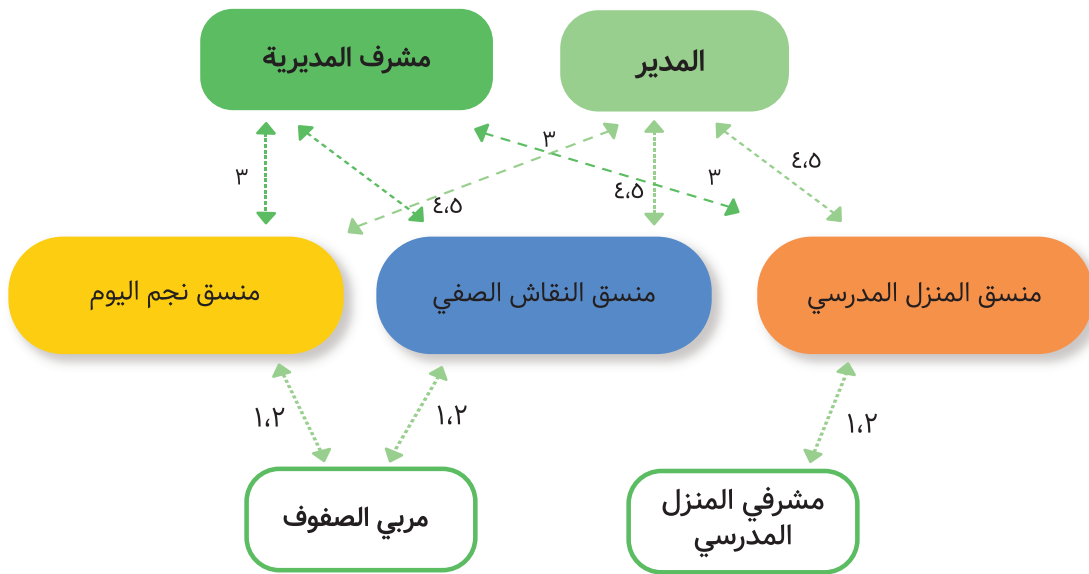 المدير
مشرف المديرية
٣
٤،٥
٣
٣
٤،٥
٤،٥
منسق المنزل المدرسي
منسق النقاش الصفي
منسق نجم اليوم
١،٢
١،٢
١،٢
مشرفي المنزل
المدرسي
مربي الصفوف